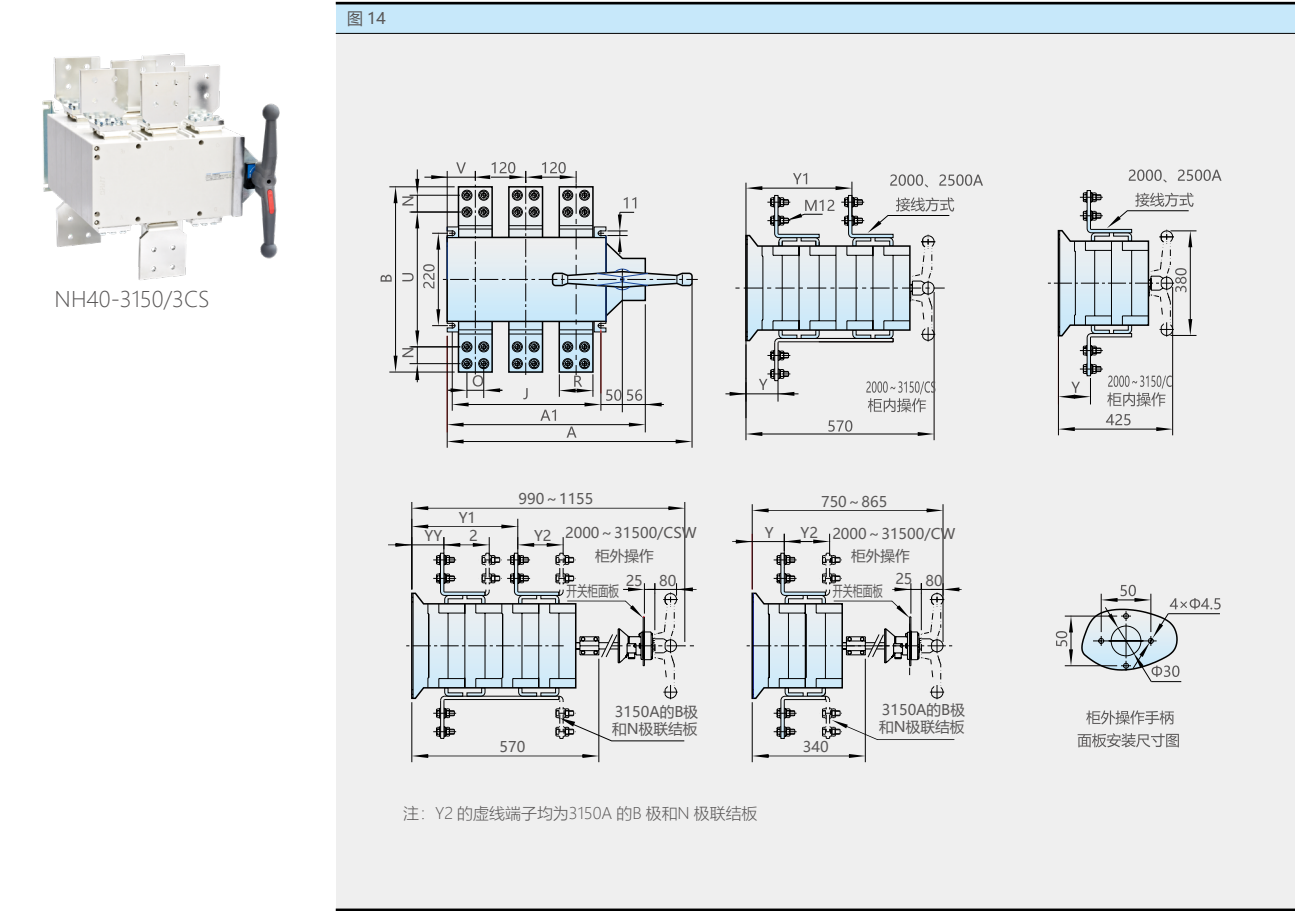 图 14
NH40-3150/3CS
V
120
120
N
11
B
U
220
N
O
R
J
50
56
A1
A
Y1
M12
2000、2500A
接线方式
Y
2000~3150/CS
柜内操作
570
2000、2500A
接线方式
380
Y
2000~3150/C
柜内操作
425
990~1155
Y1
YY
2
Y2
2000~31500/CSW
柜外操作
开关柜面板
25
80
3150A的B极
和N极联结板
570
750~865
Y
Y2
2000~31500/CW
柜外操作
开关柜面板
25
80
3150A的B极
和N极联结板
340
50
4×Φ4.5
50
Φ30
柜外操作手柄
面板安装尺寸图
注：Y2 的虚线端子均为3150A 的B 极和N 极联结板